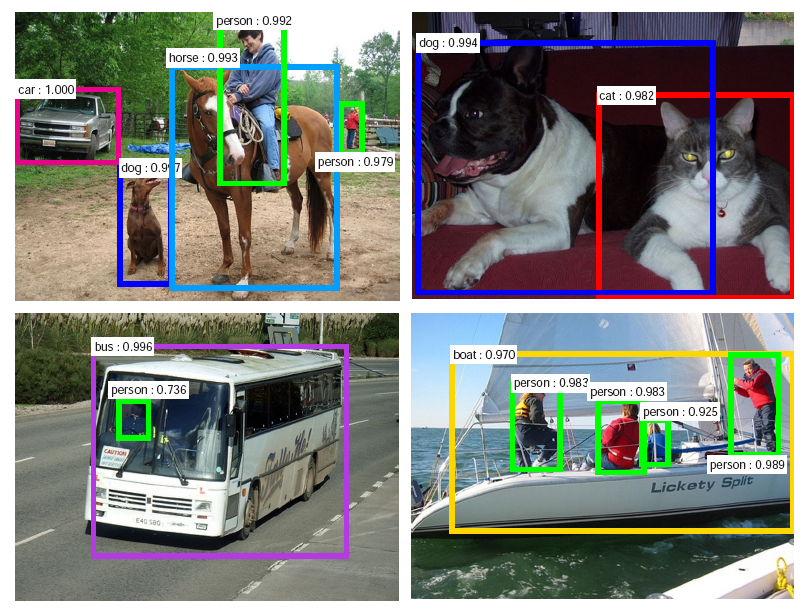 person : 0.992
horse : 0.993
car : 1.000
dog : 0.997
person : 0.979
dog : 0.994
cat : 0.982
bus : 0.996
person : 0.736
CAUTION
L
E40 SBO
boat : 0.970
person : 0.983
person : 0.983
person : 0.925
person : 0.989
Lickety Split